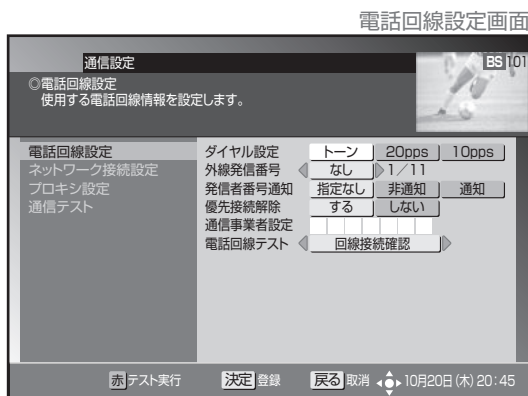 電話回線設定画面
通信設定
BS 101
◎電話回線設定
使用する電話回線情報を設定します。
電話回線設定
ネットワーク接続設定
プロキシ設定
通信テスト
ダイヤル設定 トーン 20pps 10pps
外線発信番号 なし 1/11
発信者番号通知 指定なし 非通知 通知
優先接続解除 する しない
通信事業者設定
電話回線テスト 回線接続確認
赤 テスト実行 決定 登録 戻る 取消 10月20日(木) 20:45